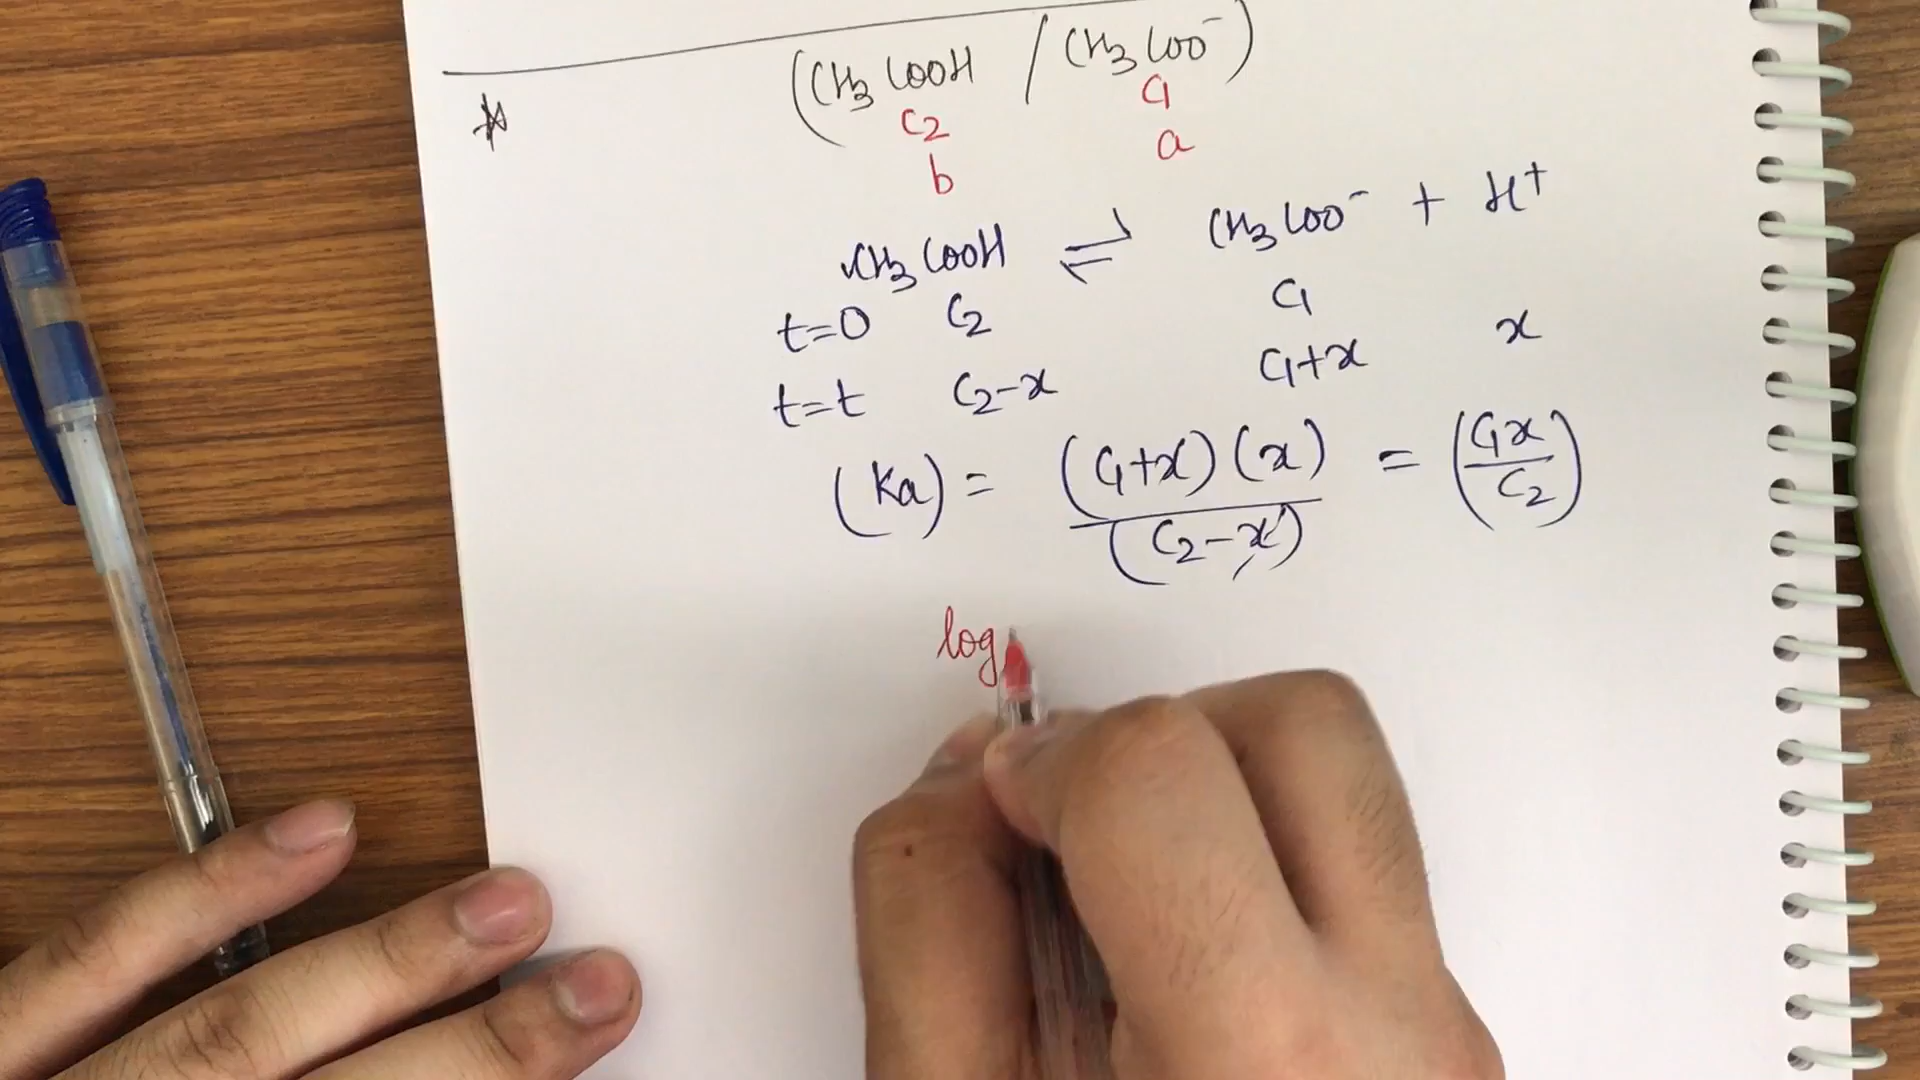 (CH3COOH / CH3COO⁻)
* C2 C1
b a
CH3COOH ⇌ CH3COO⁻ + H⁺
t=0 C2 C1 x
t=t C2-x C1+x
(Ka) = (C1+x)(x) / (C2-x) = (C1x / C2)
log